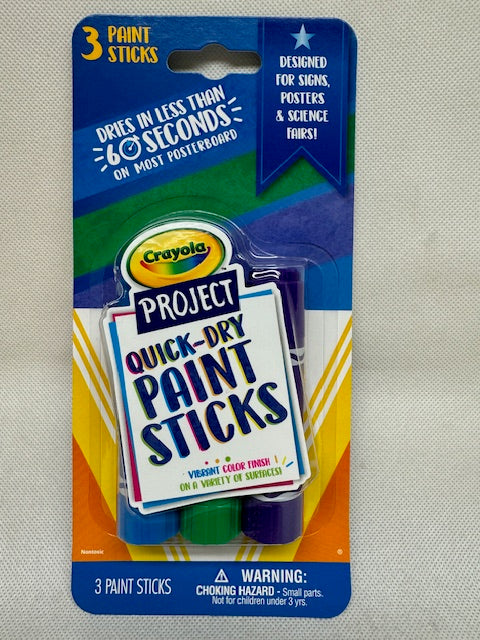 3 PAINT
STICKS
DESIGNED
FOR SIGNS,
POSTERS
& SCIENCE
FAIRS!
DRIES IN LESS THAN
60 SECONDS
ON MOST POSTERBOARD
Crayola
PROJECT
QUICK-DRY
PAINT
STICKS
VIBRANT COLOR FINISH
ON A VARIETY OF SURFACES!
Nontoxic
®
3 PAINT STICKS
⚠ WARNING:
CHOKING HAZARD - Small parts.
Not for children under 3 yrs.